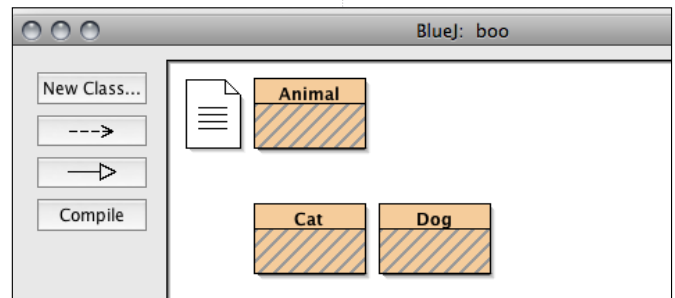 BlueJ: boo
New Class...
Animal
Compile
Cat
Dog